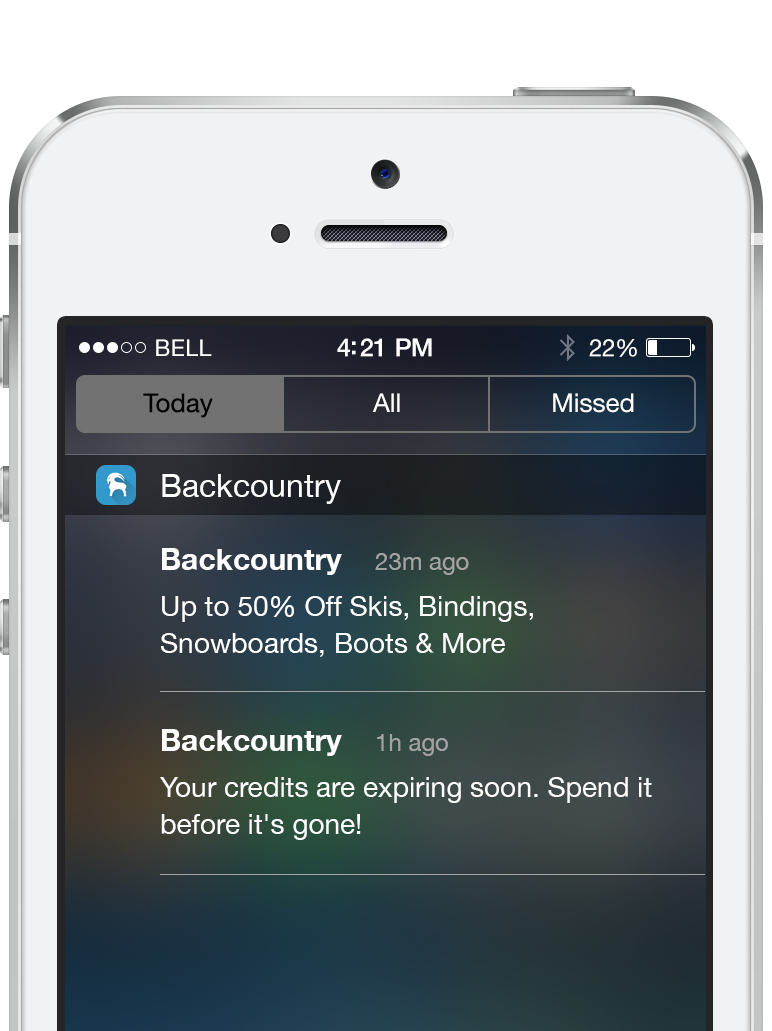 BELL 4:21 PM 22%
Today All Missed
Backcountry
Backcountry 23m ago
Up to 50% Off Skis, Bindings,
Snowboards, Boots & More
Backcountry 1h ago
Your credits are expiring soon. Spend it
before it's gone!